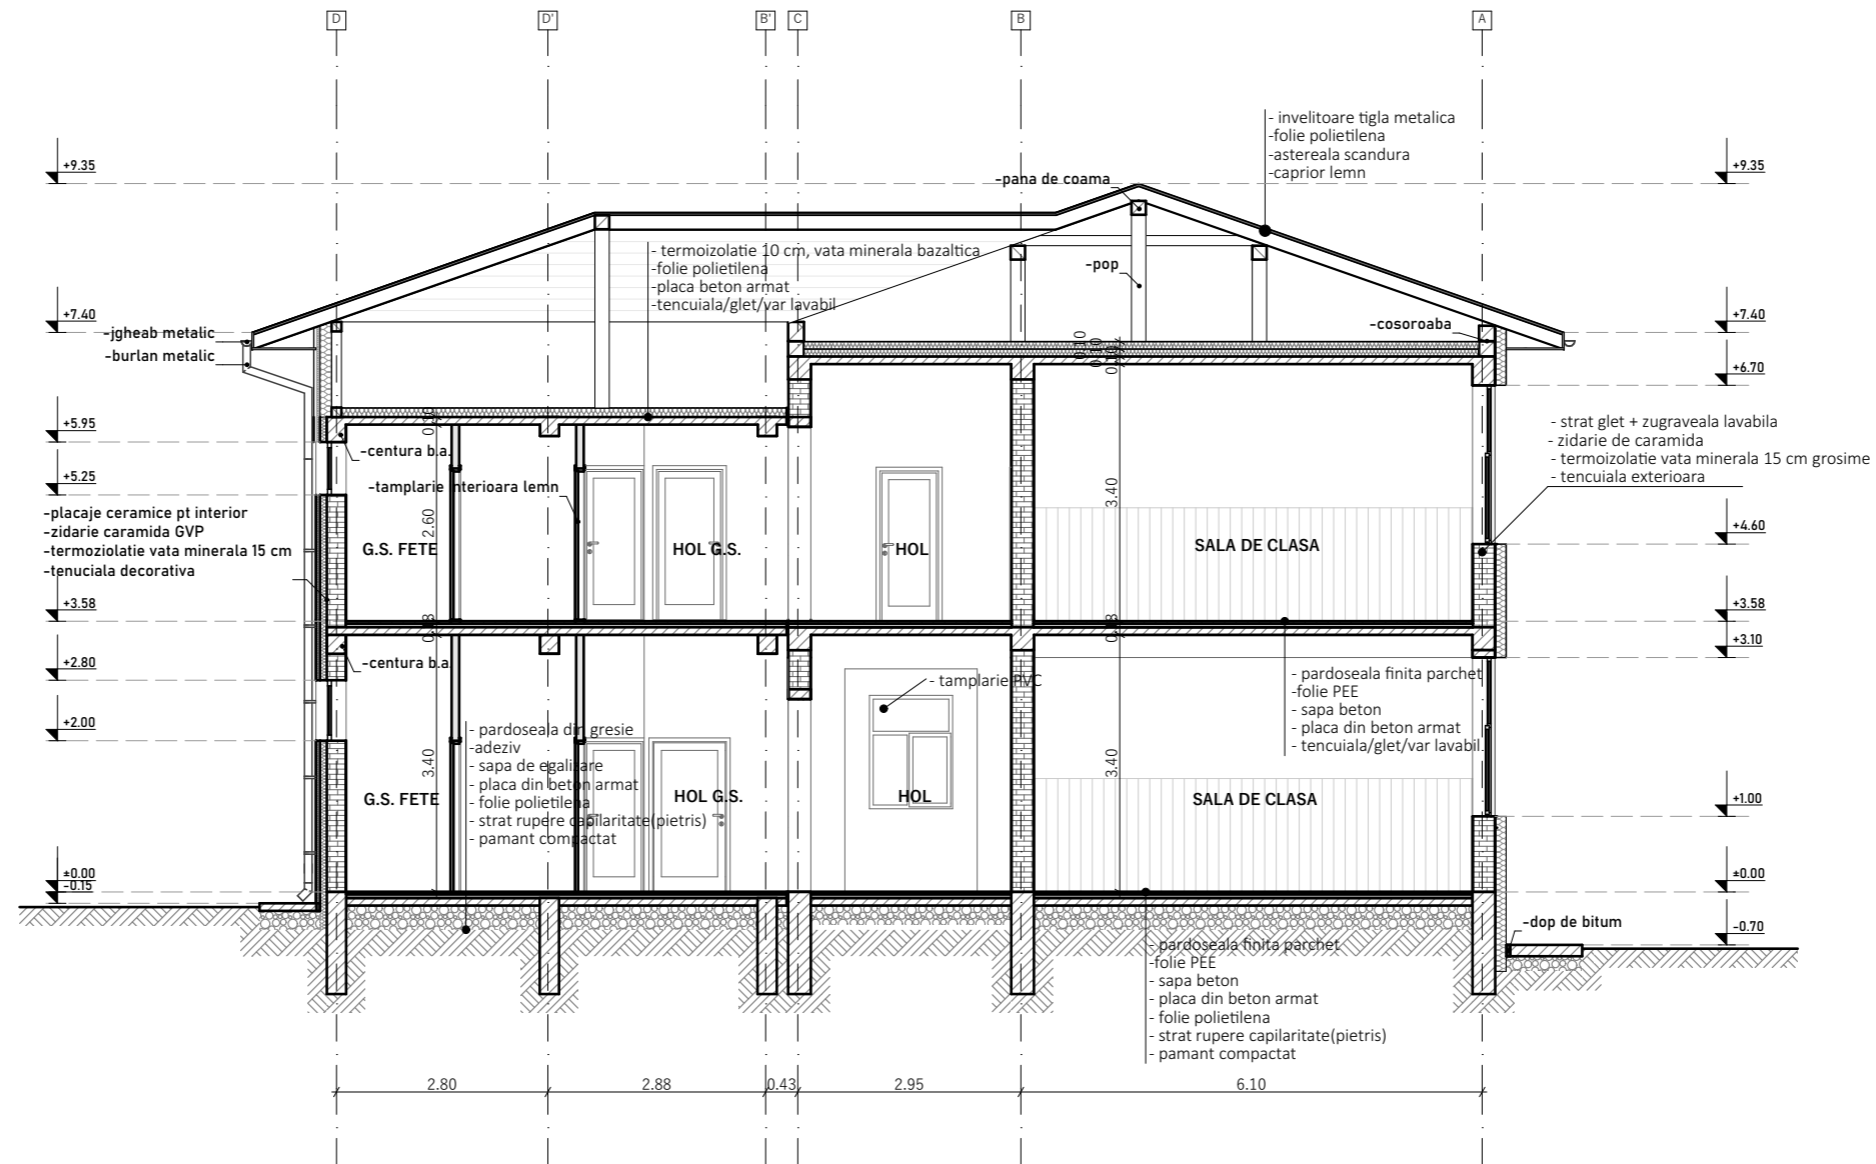 D
D'
B'
C
B
A
- invelitoare tigla metalica
-folie polietilena
-astereala scandura
-caprior lemn
+9.35
+9.35
-pana de coama
- termoizolatie 10 cm, vata minerala bazaltica
-folie polietilena
-placa beton armat
-tencuiala/glet/var lavabil
-pop
+7.40
+7.40
-jgheab metalic
-burlan metalic
-cosoroaba
0.10
0.10
0.10
+6.70
+5.95
0.10
-centura b.a.
- strat glet + zugraveala lavabila
- zidarie de caramida
- termoizolatie vata minerala 15 cm grosime
- tencuiala exterioara
+5.25
-tamplarie interioara lemn
3.40
-placaje ceramice pt interior
-zidarie caramida GVP
-termoziolatie vata minerala 15 cm
-tenuciala decorativa
2.60
G.S. FETE
HOL G.S.
HOL
SALA DE CLASA
+4.60
+3.58
+3.58
+3.10
-centura b.a.
+2.80
- tamplarie PVC
- pardoseala finita parchet
-folie PEE
- sapa beton
- placa din beton armat
- tencuiala/glet/var lavabil
+2.00
- pardoseala din gresie
-adeziv
- sapa de egalizare
- placa din beton armat
- folie polietilena
- strat rupere capilaritate(pietris)
- pamant compactat
3.40
3.40
G.S. FETE
HOL G.S.
HOL
SALA DE CLASA
+1.00
±0.00
-0.15
±0.00
-dop de bitum
-0.70
- pardoseala finita parchet
-folie PEE
- sapa beton
- placa din beton armat
- folie polietilena
- strat rupere capilaritate(pietris)
- pamant compactat
2.80
2.88
0.43
2.95
6.10